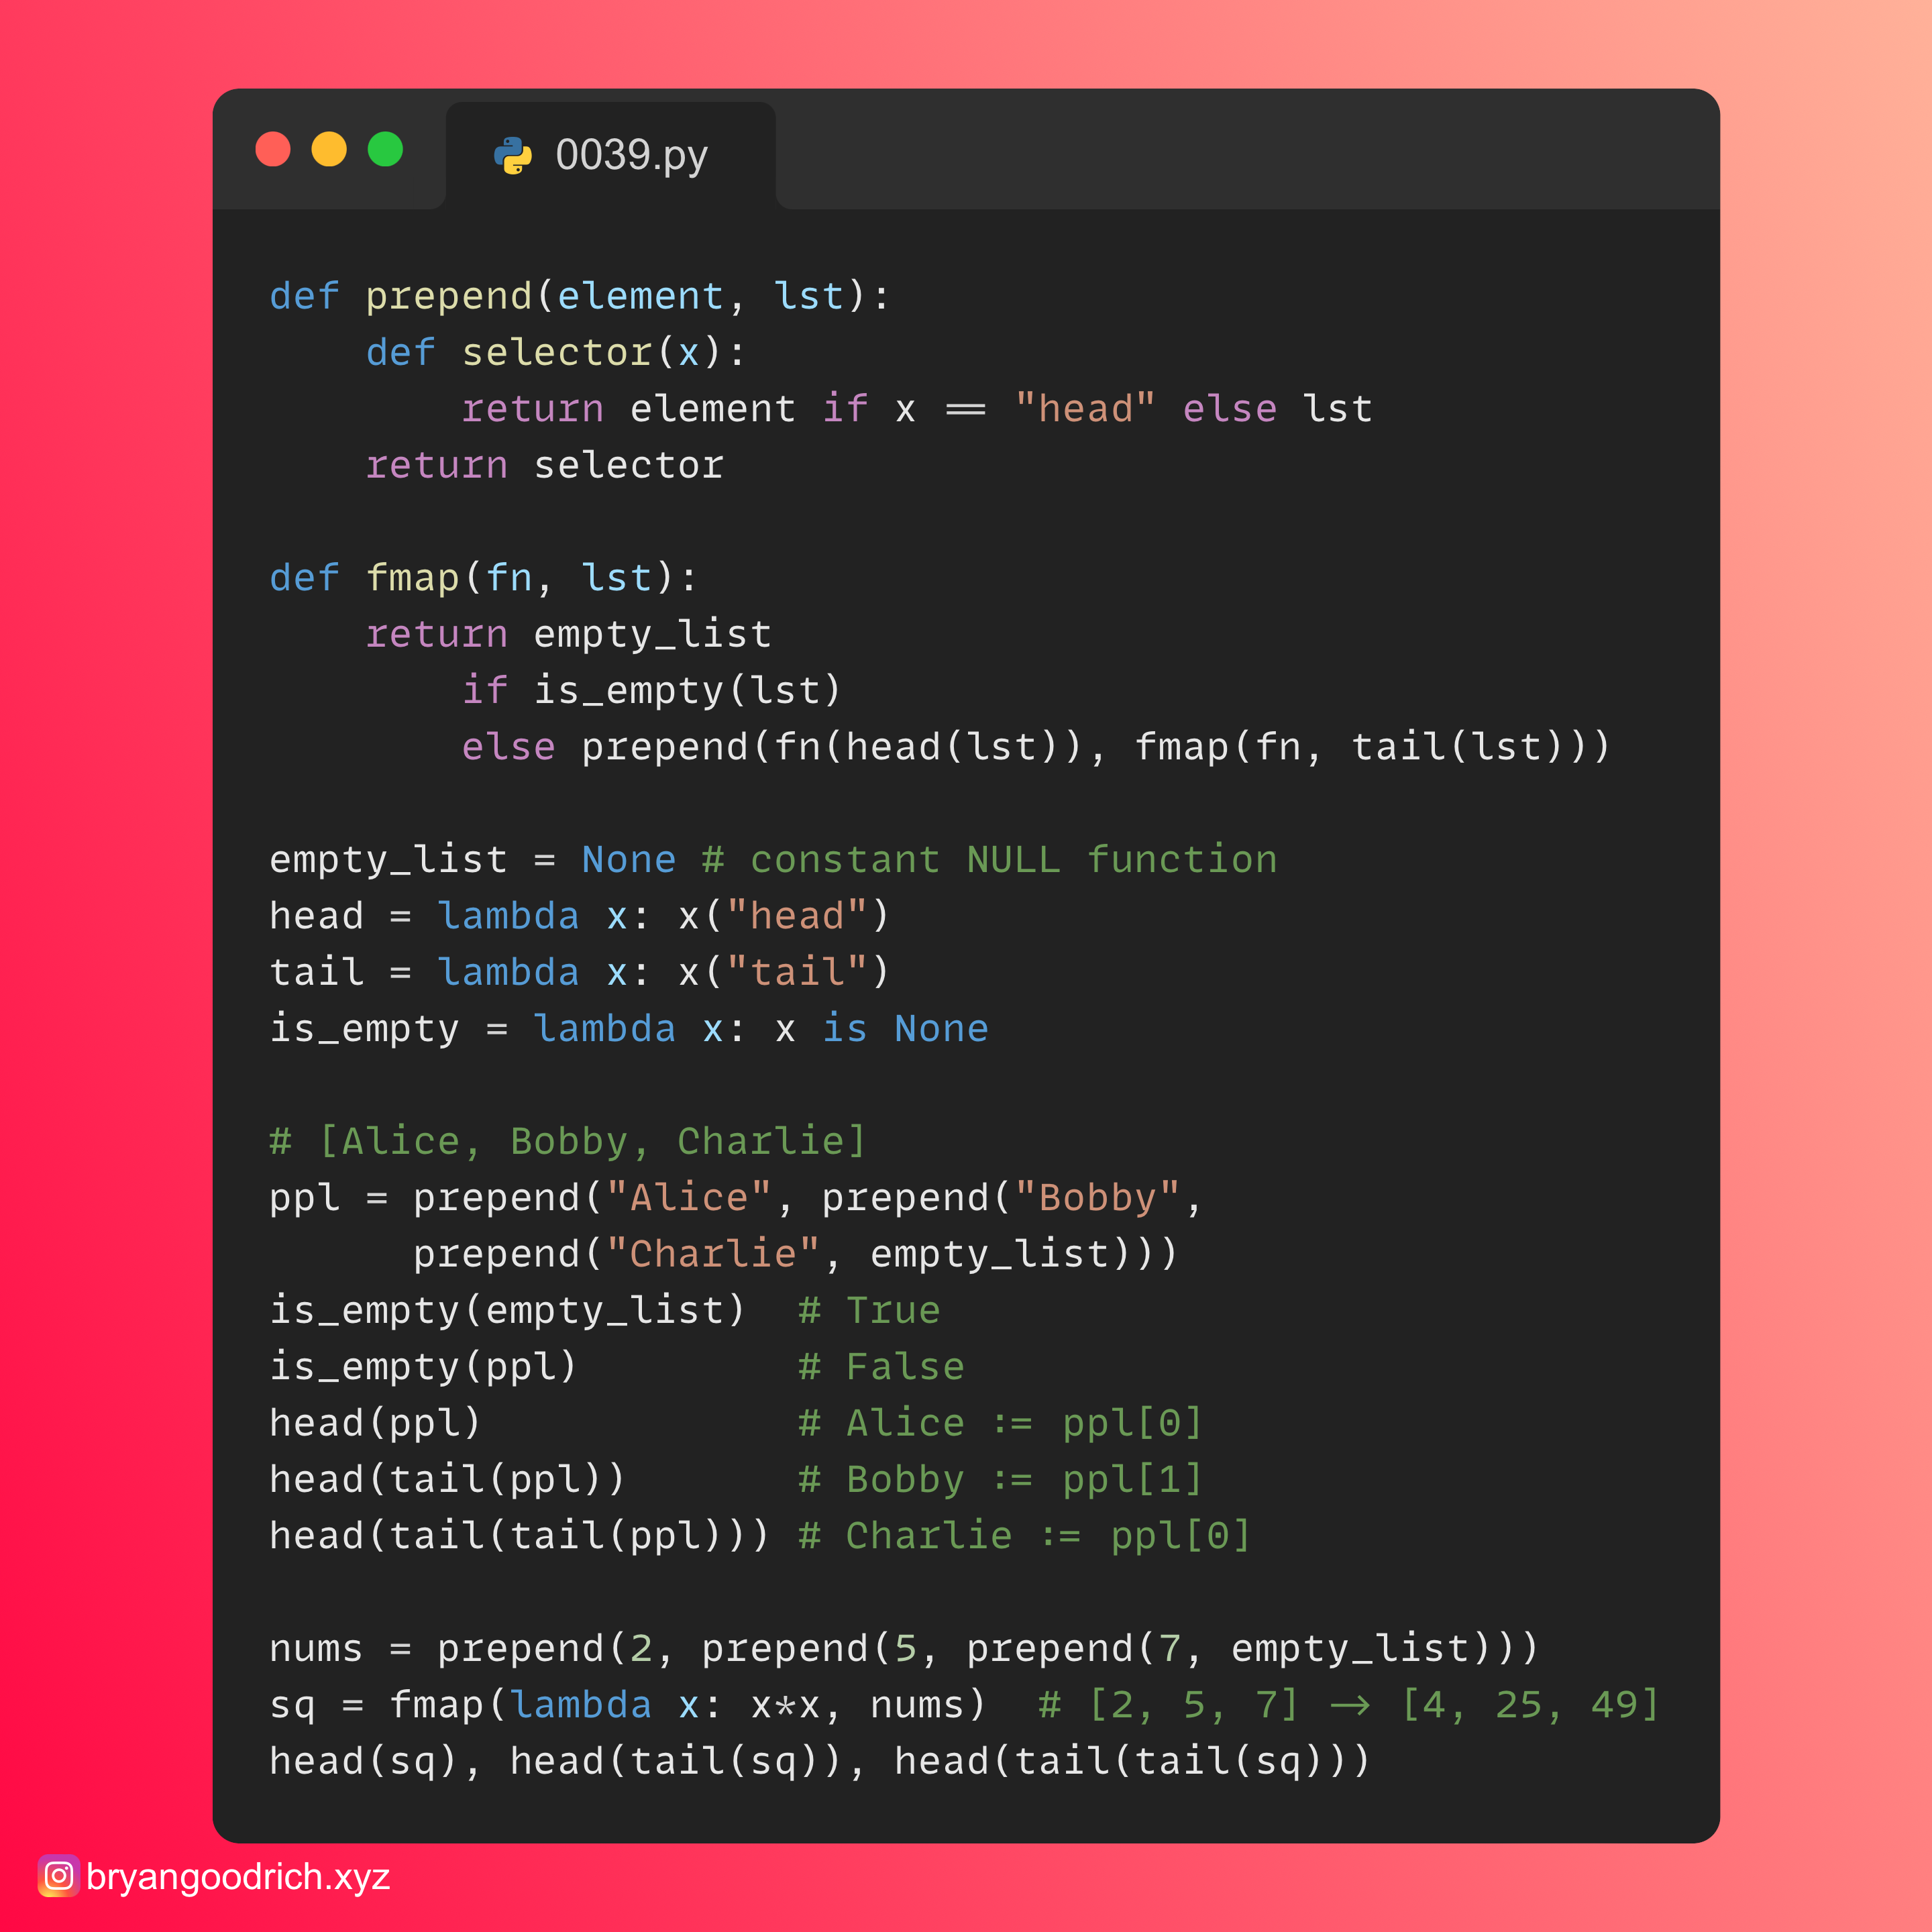 0039.py
def prepend(element, lst):
    def selector(x):
        return element if x == "head" else lst
    return selector

def fmap(fn, lst):
    return empty_list
        if is_empty(lst)
        else prepend(fn(head(lst)), fmap(fn, tail(lst)))

empty_list = None # constant NULL function
head = lambda x: x("head")
tail = lambda x: x("tail")
is_empty = lambda x: x is None

# [Alice, Bobby, Charlie]
ppl = prepend("Alice", prepend("Bobby",
      prepend("Charlie", empty_list)))
is_empty(empty_list)  # True
is_empty(ppl)         # False
head(ppl)             # Alice := ppl[0]
head(tail(ppl))       # Bobby := ppl[1]
head(tail(tail(ppl))) # Charlie := ppl[0]

nums = prepend(2, prepend(5, prepend(7, empty_list)))
sq = fmap(lambda x: x*x, nums)  # [2, 5, 7] -> [4, 25, 49]
head(sq), head(tail(sq)), head(tail(tail(sq)))
bryangoodrich.xyz